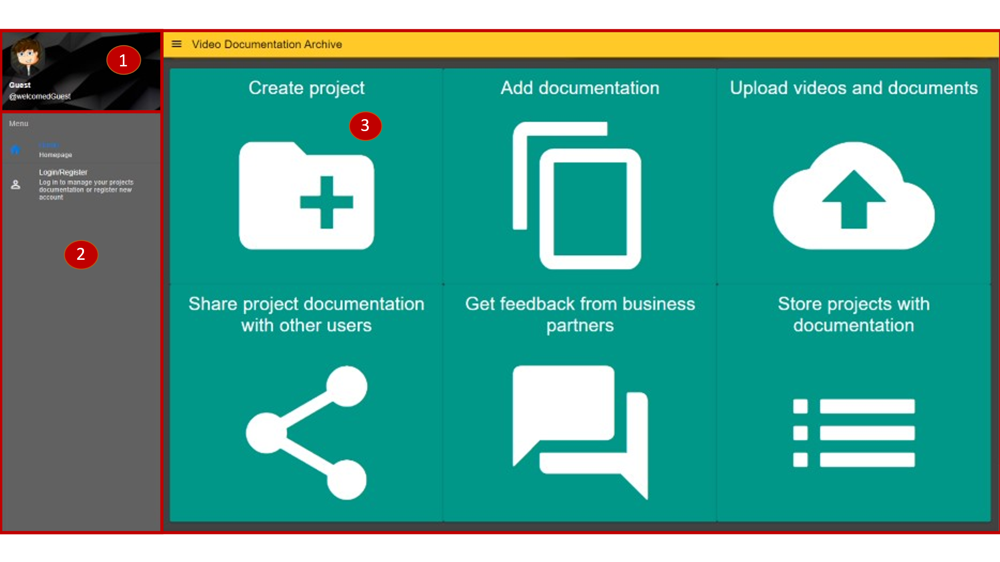 1
Guest
@welcomedGuest
Menu
Homepage
Login/Register
Log in to manage your projects
documentation or register new
account
2
Video Documentation Archive
Create project
3
Add documentation
Upload videos and documents
Share project documentation
with other users
Get feedback from business
partners
Store projects with
documentation